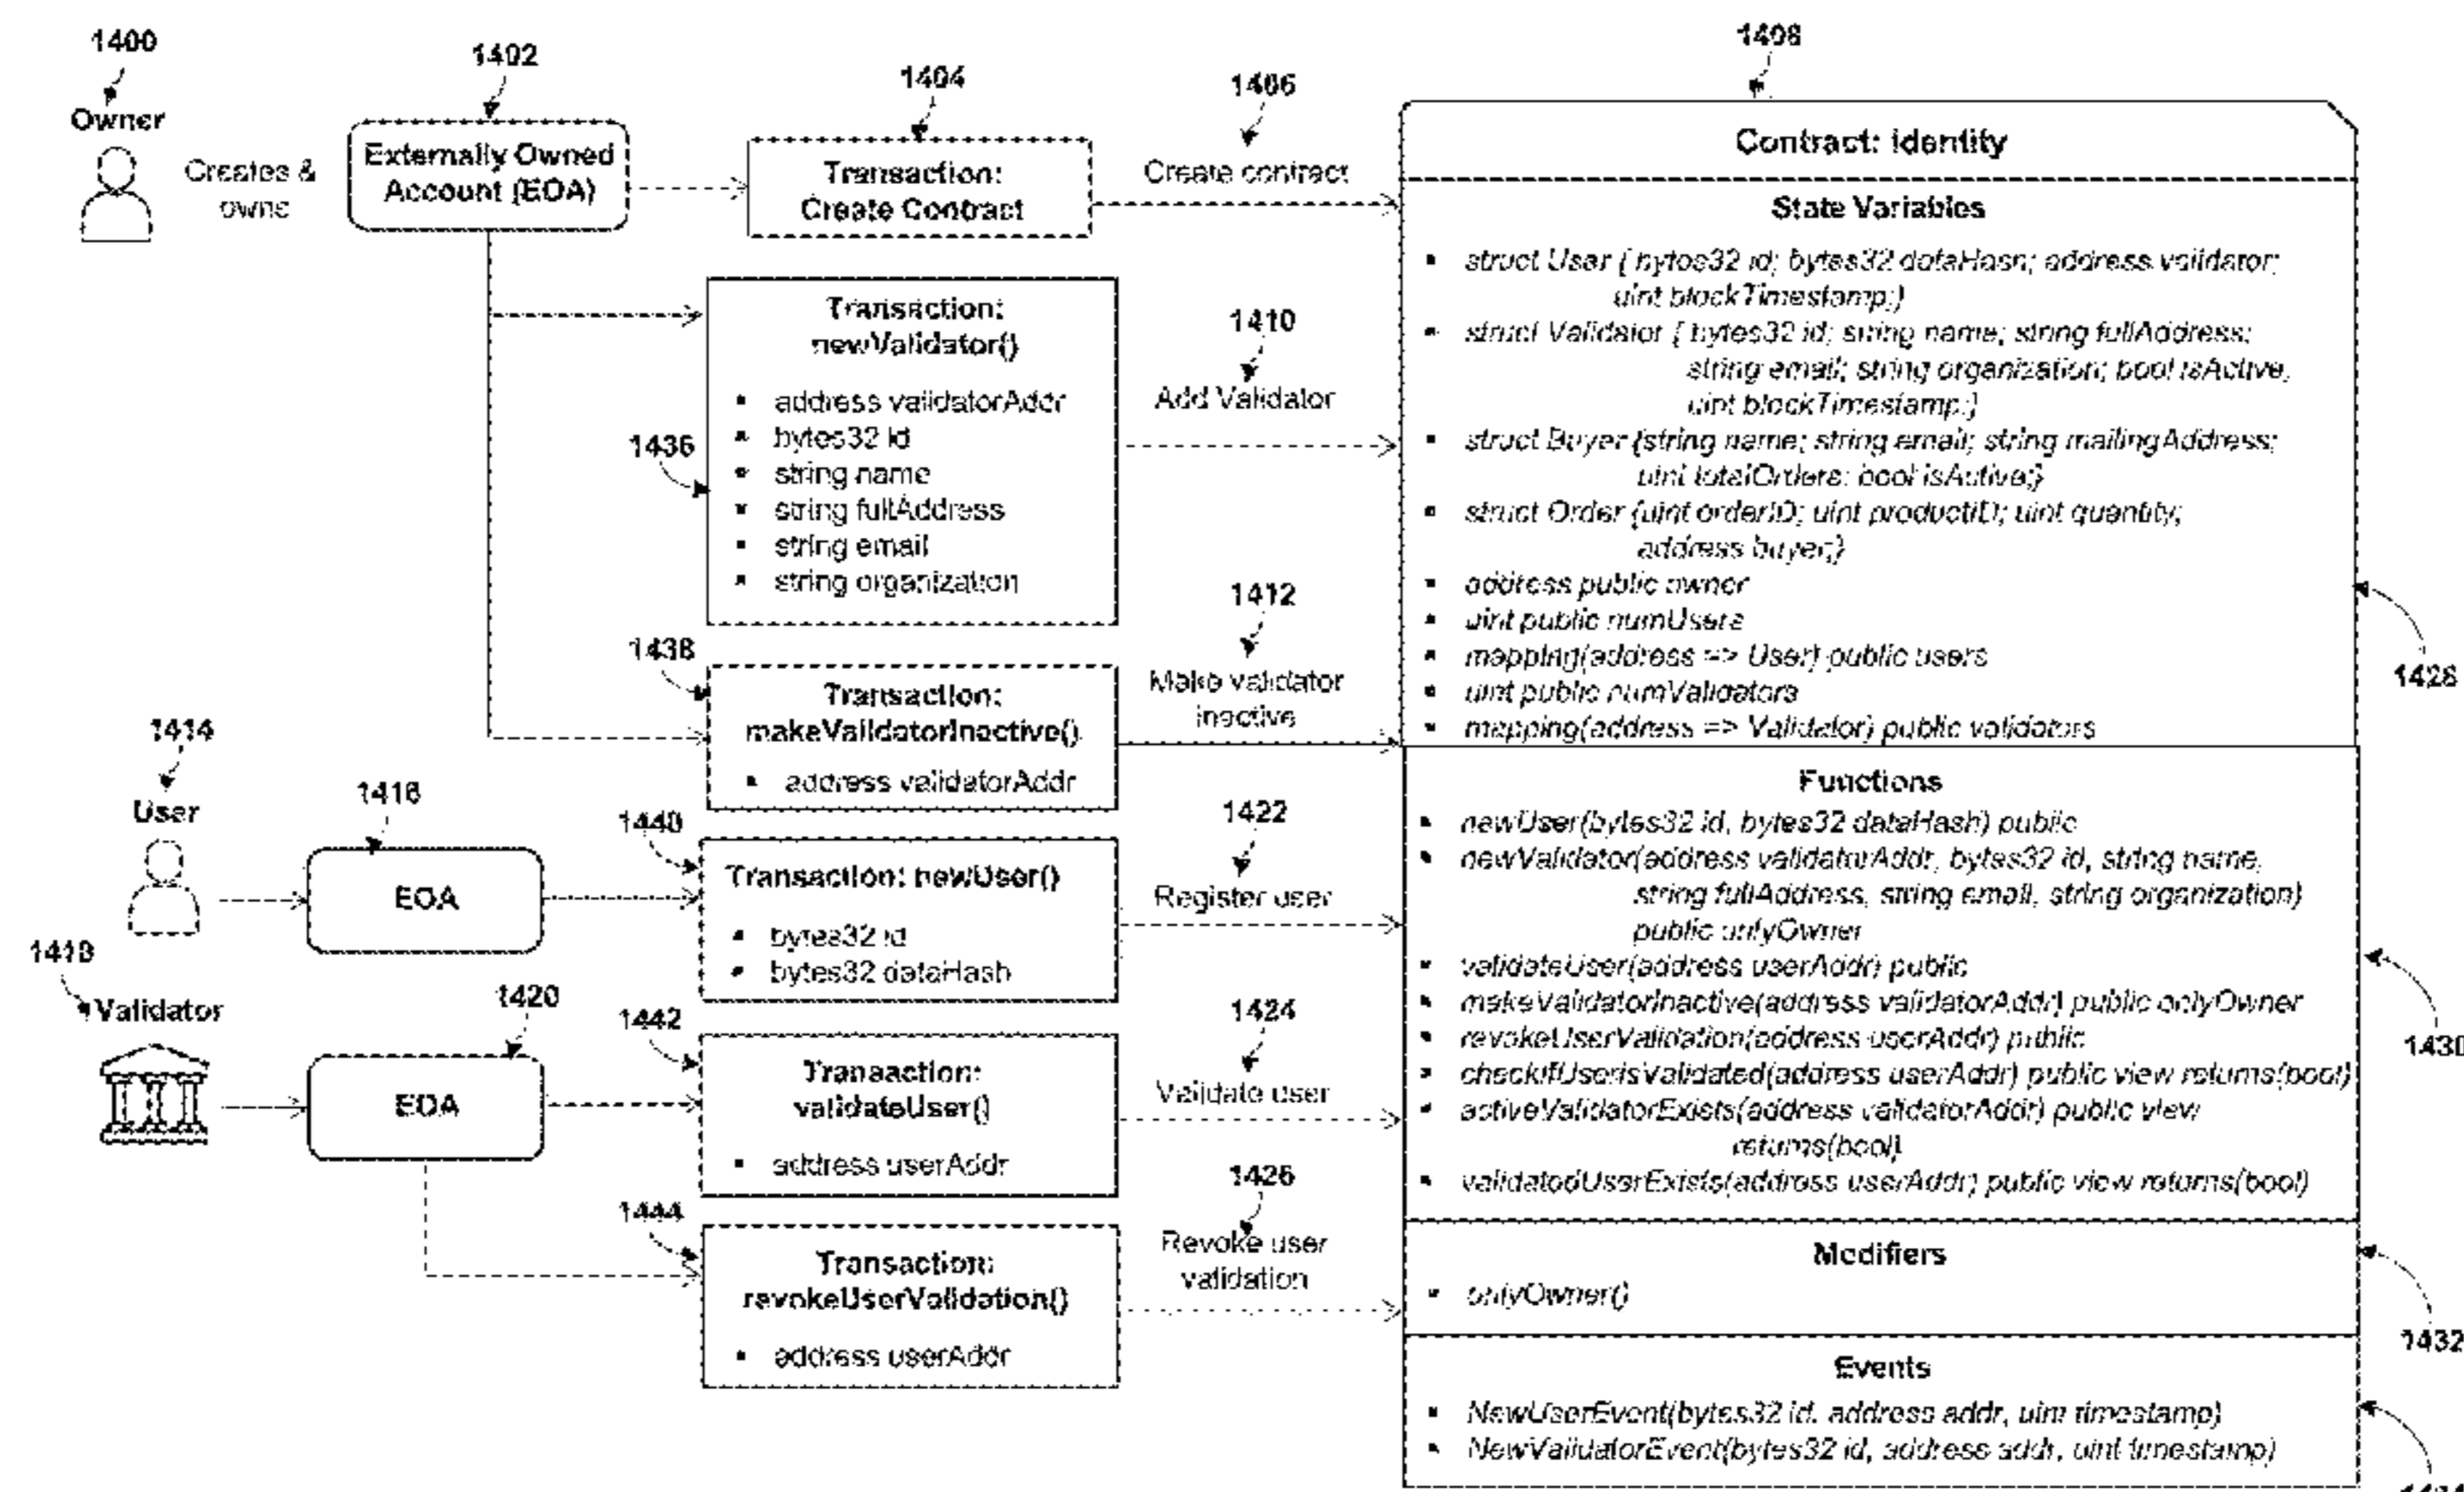 1400
Owner
Creates &
owns
1402
Externally Owned
Account (EOA)
1404
Transaction:
Create Contract
1406
Create contract
Transaction:
newValidator()
address validatorAddr
bytes32 id
string name
string fullAddress
string email
string organization
1436
1410
Add Validator
1438
Transaction:
makeValidatorInactive()
address validatorAddr
1412
Make validator
inactive
1414
User
1416
EOA
1440
Transaction: newUser()
bytes32 id
bytes32 dataHash
1422
Register user
1418
Validator
1420
EOA
1442
Transaction:
validateUser()
address userAddr
1424
Validate user
1444
Transaction:
revokeUserValidation()
address userAddr
1426
Revoke user
validation
1408
Contract: Identity
State Variables
struct User { bytes32 id; bytes32 dataHash; address validator;
uint blockTimestamp;}
struct Validator { bytes32 id; string name; string fullAddress;
string email; string organization; bool isActive,
uint blockTimestamp;}
struct Buyer {string name; string email; string mailingAddress;
uint totalOrders; bool isActive;}
struct Order {uint orderID; uint productID; uint quantity;
address buyer;}
address public owner
uint public numUsers
mapping(address => User) public users
uint public numValidators
mapping(address => Validator) public validators
1428
Functions
newUser(bytes32 id, bytes32 dataHash) public
newValidator(address validatorAddr, bytes32 id, string name,
string fullAddress, string email, string organization)
public onlyOwner
validateUser(address userAddr) public
makeValidatorInactive(address validatorAddr) public onlyOwner
revokeUserValidation(address userAddr) public
checkIfUserIsValidated(address userAddr) public view returns(bool)
activeValidatorExists(address validatorAddr) public view
returns(bool)
validatedUserExists(address userAddr) public view returns(bool)
1430
Modifiers
onlyOwner()
1432
Events
NewUserEvent(bytes32 id, address addr, uint timestamp)
NewValidatorEvent(bytes32 id, address addr, uint timestamp)